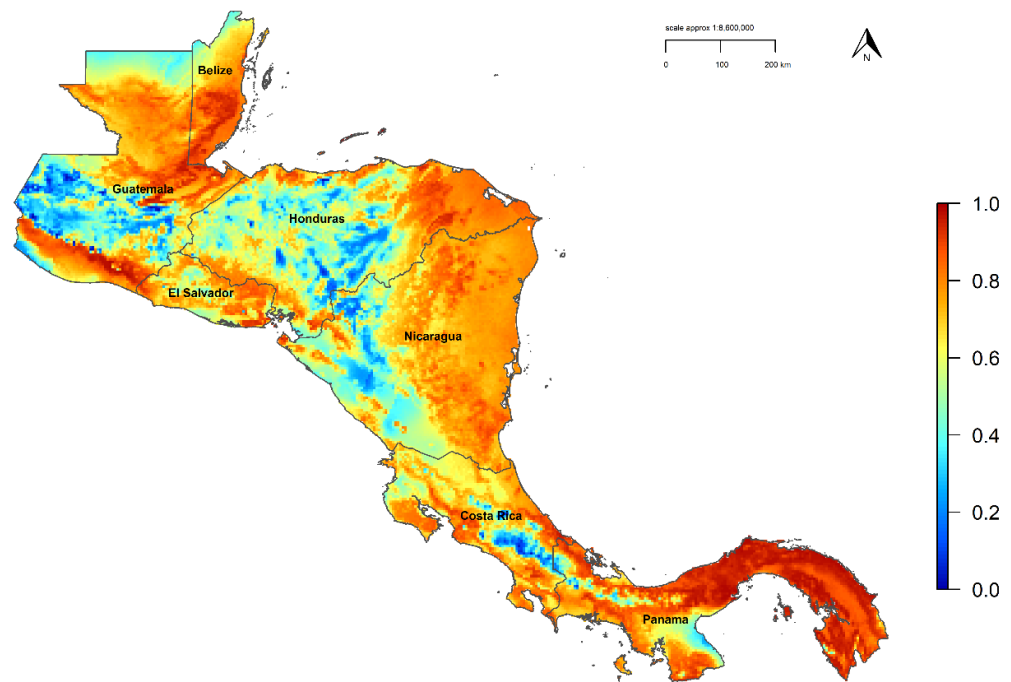 scale approx 1:8,600,000
0 100 200 km
N
Belize
Guatemala
Honduras
El Salvador
Nicaragua
Costa Rica
Panama
1.0
0.8
0.6
0.4
0.2
0.0